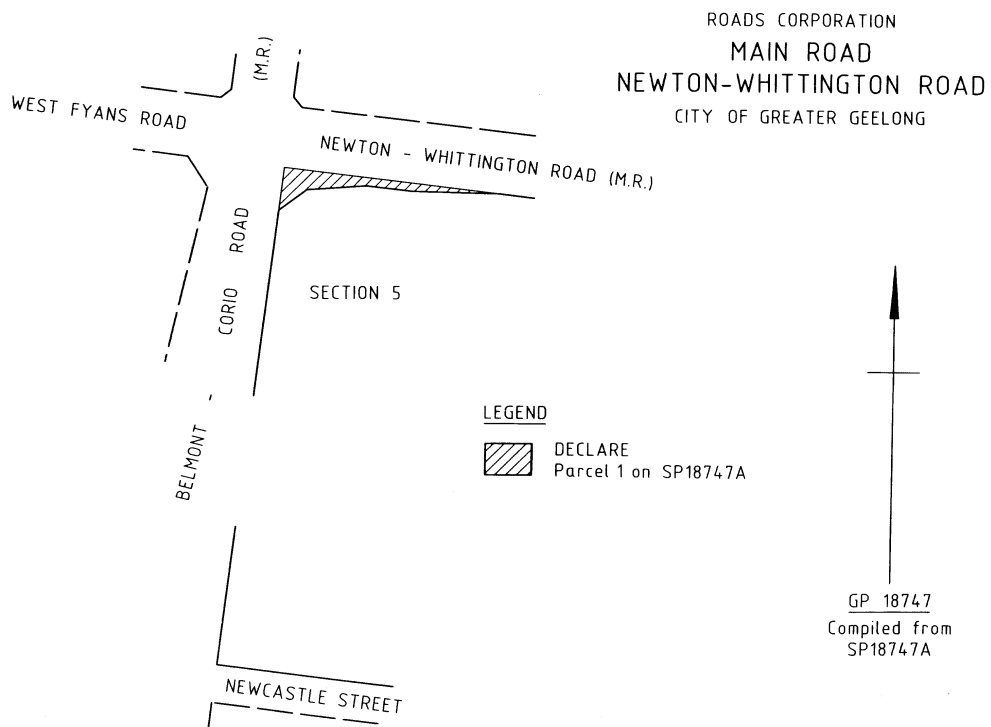 ROADS CORPORATION
MAIN ROAD
NEWTON-WHITTINGTON ROAD
CITY OF GREATER GEELONG
(M.R.)
WEST FYANS ROAD
NEWTON - WHITTINGTON ROAD (M.R.)
BELMONT - CORIO ROAD
SECTION 5
LEGEND
DECLARE
Parcel 1 on SP18747A
NEWCASTLE STREET
GP 18747
Compiled from
SP18747A